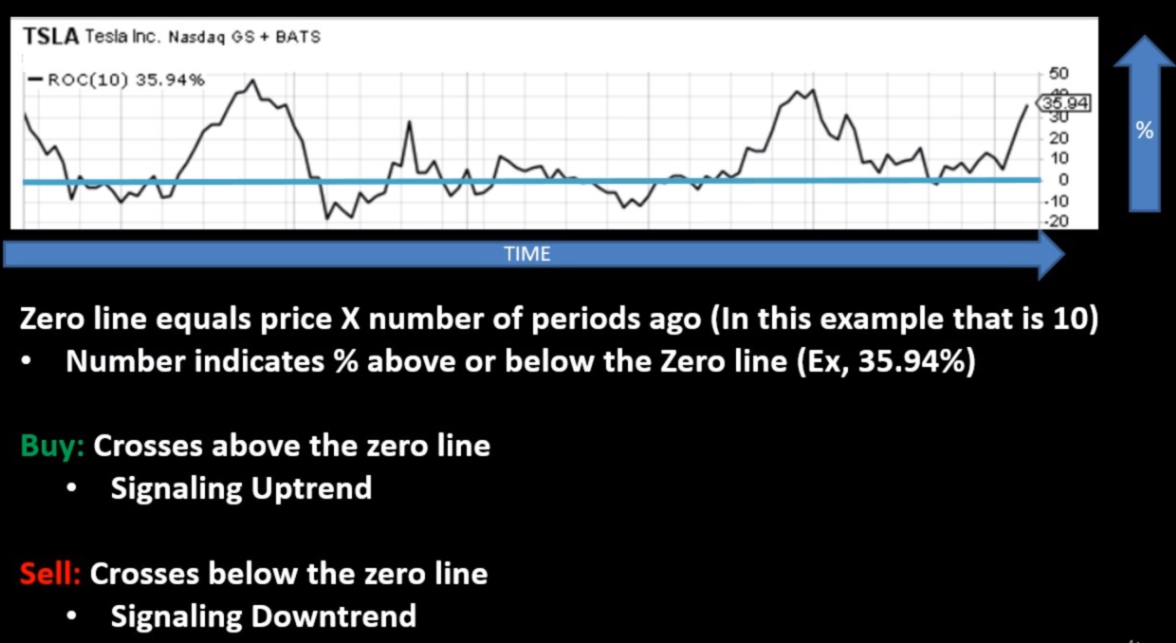 TSLA Tesla Inc. Nasdaq GS + BATS
ROC(10) 35.94%
50
40
35.94
30
20
10
0
-10
-20
%
TIME
Zero line equals price X number of periods ago (In this example that is 10)
• Number indicates % above or below the Zero line (Ex, 35.94%)
Buy: Crosses above the zero line
• Signaling Uptrend
Sell: Crosses below the zero line
• Signaling Downtrend